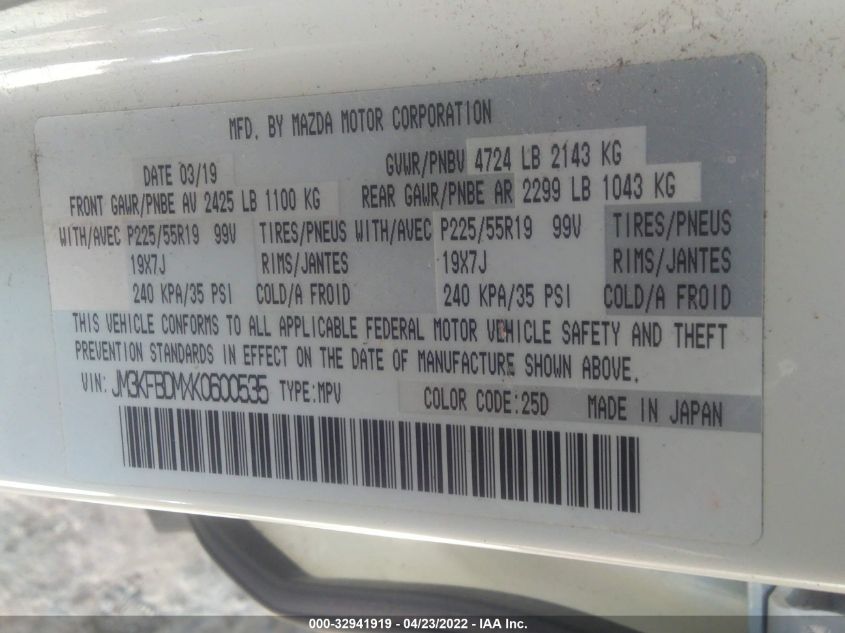 MFD. BY MAZDA MOTOR CORPORATION
DATE 03/19 GVWR/PNBV 4724 LB 2143 KG
FRONT GAWR/PNBE AV 2425 LB 1100 KG REAR GAWR/PNBE AR 2299 LB 1043 KG
WITH/AVEC P225/55R19 99V TIRES/PNEUS WITH/AVEC P225/55R19 99V TIRES/PNEUS
19X7J RIMS/JANTES 19X7J RIMS/JANTES
240 KPA/35 PSI COLD/A FROID 240 KPA/35 PSI COLD/A FROID
THIS VEHICLE CONFORMS TO ALL APPLICABLE FEDERAL MOTOR VEHICLE SAFETY AND THEFT
PREVENTION STANDARDS IN EFFECT ON THE DATE OF MANUFACTURE SHOWN ABOVE.
VIN: JM3KFBDMXK0600535 TYPE:MPV COLOR CODE:25D MADE IN JAPAN
000-32941919 - 04/23/2022 - IAA Inc.